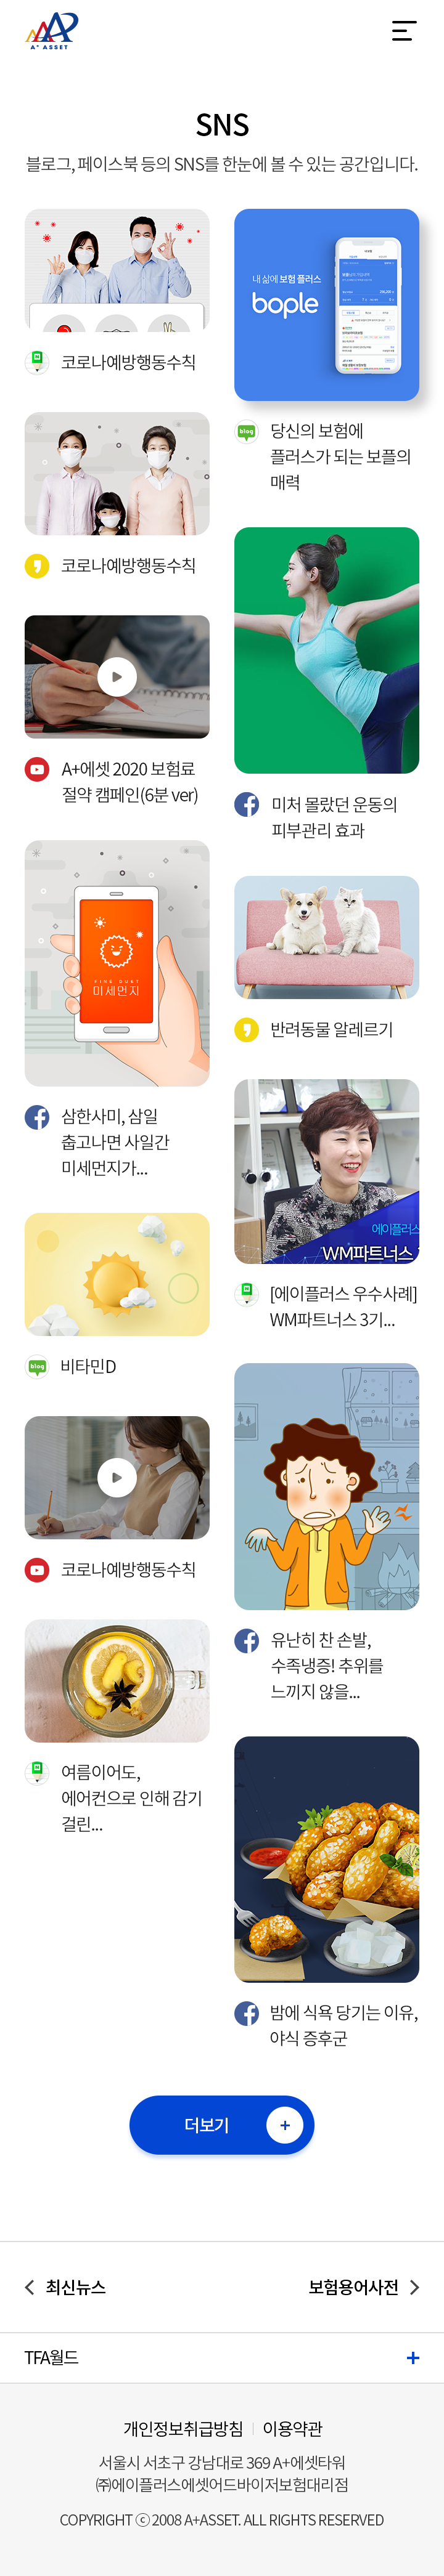 A+ ASSET
SNS
블로그, 페이스북 등의 SNS를 한눈에 볼 수 있는 공간입니다.
코로나예방행동수칙
내 삶에 보험 플러스
bople
blog
당신의 보험에
플러스가 되는 보플의
매력
코로나예방행동수칙
A+에셋 2020 보험료
절약 캠페인(6분 ver)
미처 몰랐던 운동의
피부관리 효과
FINE DUST
미세먼지
삼한사미, 삼일
춥고나면 사일간
미세먼지가...
반려동물 알레르기
에이플러스
WM파트너스
[에이플러스 우수사례]
WM파트너스 3기...
blog
비타민D
코로나예방행동수칙
유난히 찬 손발,
수족냉증! 추위를
느끼지 않을...
여름이어도,
에어컨으로 인해 감기
걸린...
밤에 식욕 당기는 이유,
야식 증후군
더보기
최신뉴스
보험용어사전
TFA월드
개인정보취급방침 | 이용약관
서울시 서초구 강남대로 369 A+에셋타워
㈜에이플러스에셋어드바이저보험대리점
COPYRIGHT ⓒ 2008 A+ASSET. ALL RIGHTS RESERVED